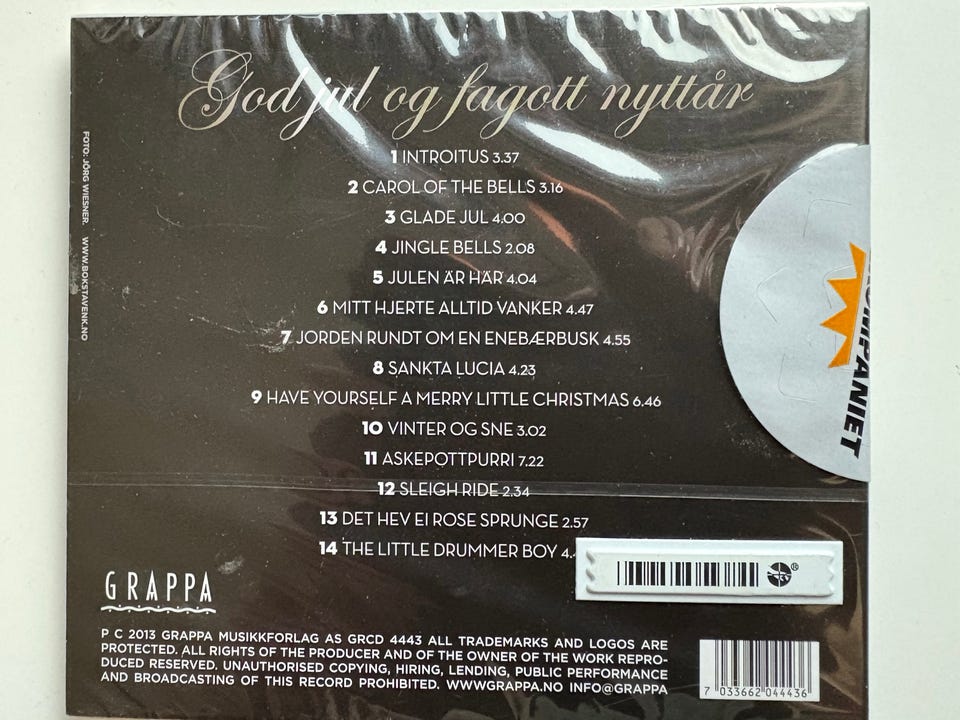 God jul og fagott nyttår
1 INTROITUS 3.37
2 CAROL OF THE BELLS 3.16
3 GLADE JUL 4.00
4 JINGLE BELLS 2.08
5 JULEN ÄR HÄR 4.04
6 MITT HJERTE ALLTID VANKER 4.47
7 JORDEN RUNDT OM EN ENEBÆRBUSK 4.55
8 SANKTA LUCIA 4.23
9 HAVE YOURSELF A MERRY LITTLE CHRISTMAS 6.46
10 VINTER OG SNE 3.02
11 ASKEPOTTPURRI 7.22
12 SLEIGH RIDE 2.34
13 DET HEV EI ROSE SPRUNGE 2.57
14 THE LITTLE DRUMMER BOY 4.
FOTO: JÖRG WIESNER. WWW.BOKSTAVENK.NO
OMPANIET
®
GRAPPA
P C 2013 GRAPPA MUSIKKFORLAG AS GRCD 4443 ALL TRADEMARKS AND LOGOS ARE
PROTECTED. ALL RIGHTS OF THE PRODUCER AND OF THE OWNER OF THE WORK REPRO-
DUCED RESERVED. UNAUTHORISED COPYING, HIRING, LENDING, PUBLIC PERFORMANCE
AND BROADCASTING OF THIS RECORD PROHIBITED. WWWGRAPPA.NO INFO@GRAPPA
7 033662 044436